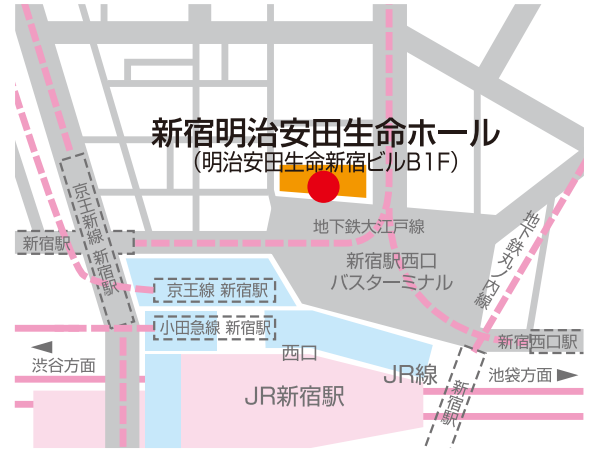 新宿明治安田生命ホール
（明治安田生命新宿ビルB1F）
京王新線 新宿駅
地下鉄大江戸線
地下鉄丸ノ内線
新宿駅
新宿駅西口
バスターミナル
京王線 新宿駅
小田急線 新宿駅
新宿西口駅
西口
渋谷方面
JR線
池袋方面
JR新宿駅
新宿駅